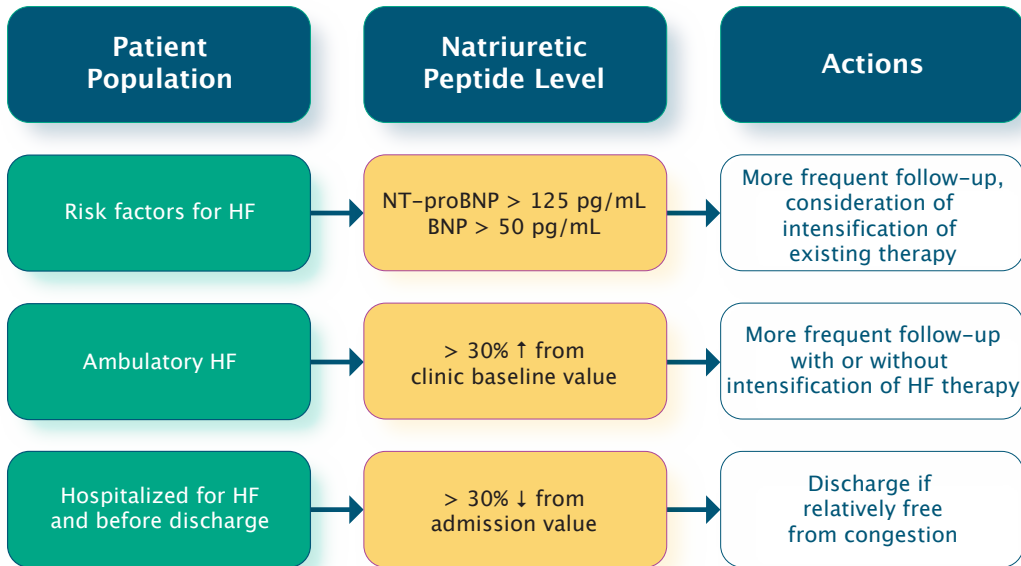 Patient
Population
Natriuretic
Peptide Level
Actions
Risk factors for HF
NT-proBNP > 125 pg/mL
BNP > 50 pg/mL
More frequent follow-up,
consideration of
intensification of
existing therapy
Ambulatory HF
> 30% ↑ from
clinic baseline value
More frequent follow-up
with or without
intensification of HF therapy
Hospitalized for HF
and before discharge
> 30% ↓ from
admission value
Discharge if
relatively free
from congestion